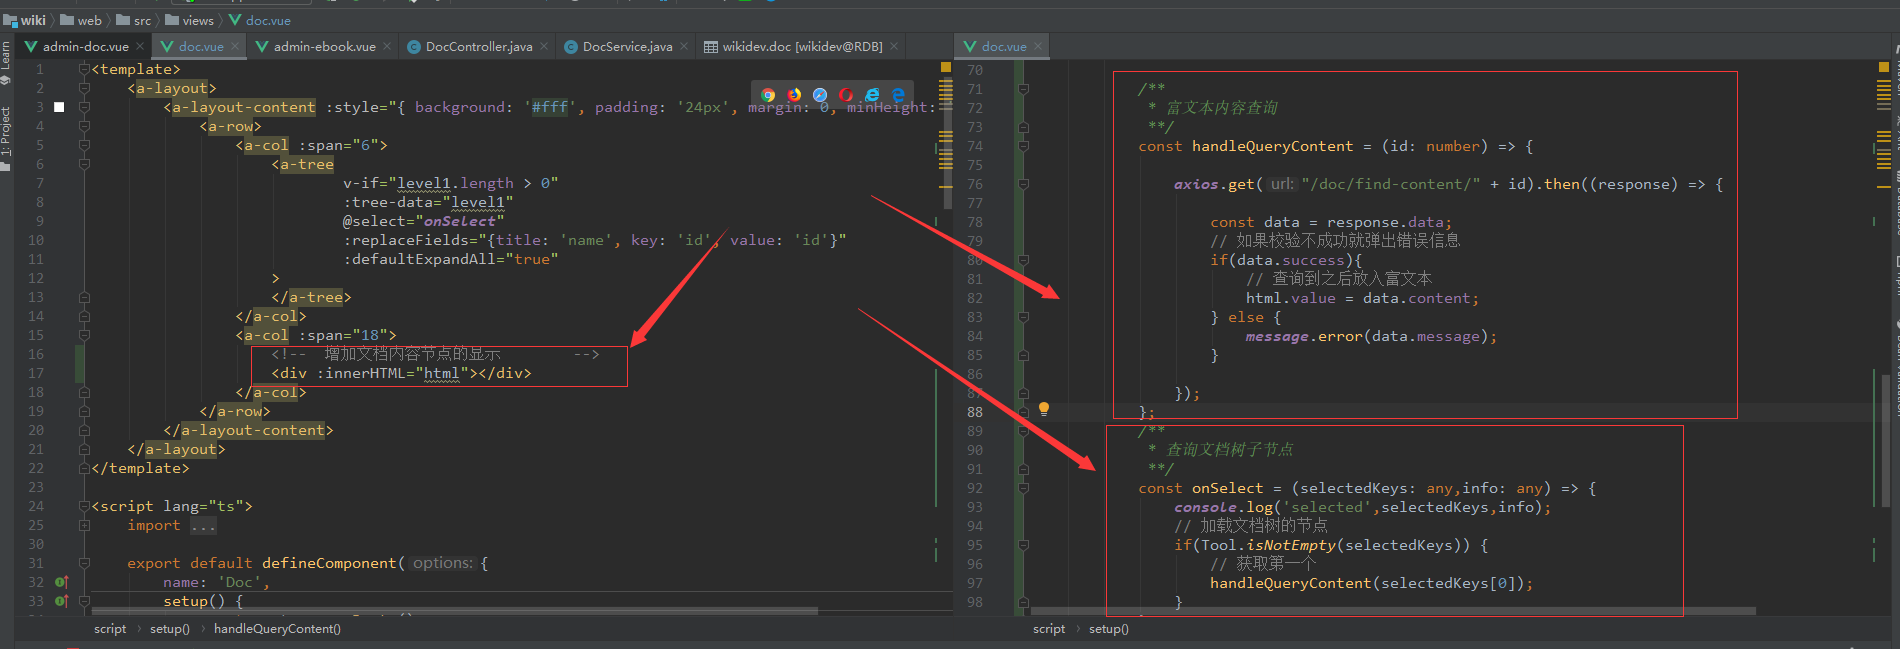 wiki web src views doc.vue
admin-doc.vue doc.vue admin-ebook.vue DocController.java DocService.java wikidev.doc [wikidev@RDB]
Learn
1: Project
1 <template>
2 <a-layout>
3 <a-layout-content :style="{ background: '#fff', padding: '24px', margin: 0, minHeight:
4 <a-row>
5 <a-col :span="6">
6 <a-tree
7 v-if="level1.length > 0"
8 :tree-data="level1"
9 @select="onSelect"
10 :replaceFields="{title: 'name', key: 'id', value: 'id'}"
11 :defaultExpandAll="true"
12 >
13 </a-tree>
14 </a-col>
15 <a-col :span="18">
16 <!-- 增加文档内容节点的显示 -->
17 <div :innerHTML="html"></div>
18 </a-col>
19 </a-row>
20 </a-layout-content>
21 </a-layout>
22 </template>
23
24 <script lang="ts">
25 import ...
30
31 export default defineComponent( options: {
32 name: 'Doc',
33 setup() {
script setup() handleQueryContent()
doc.vue
70
71 /**
72 * 富文本内容查询
73 **/
74 const handleQueryContent = (id: number) => {
75
76 axios.get( url: "/doc/find-content/" + id).then((response) => {
77
78 const data = response.data;
79 // 如果校验不成功就弹出错误信息
80 if(data.success){
81 // 查询到之后放入富文本
82 html.value = data.content;
83 } else {
84 message.error(data.message);
85 }
86
87 });
88 };
89 /**
90 * 查询文档树子节点
91 **/
92 const onSelect = (selectedKeys: any,info: any) => {
93 console.log('selected',selectedKeys,info);
94 // 加载文档树的节点
95 if(Tool.isNotEmpty(selectedKeys)) {
96 // 获取第一个
97 handleQueryContent(selectedKeys[0]);
98 }
script setup()